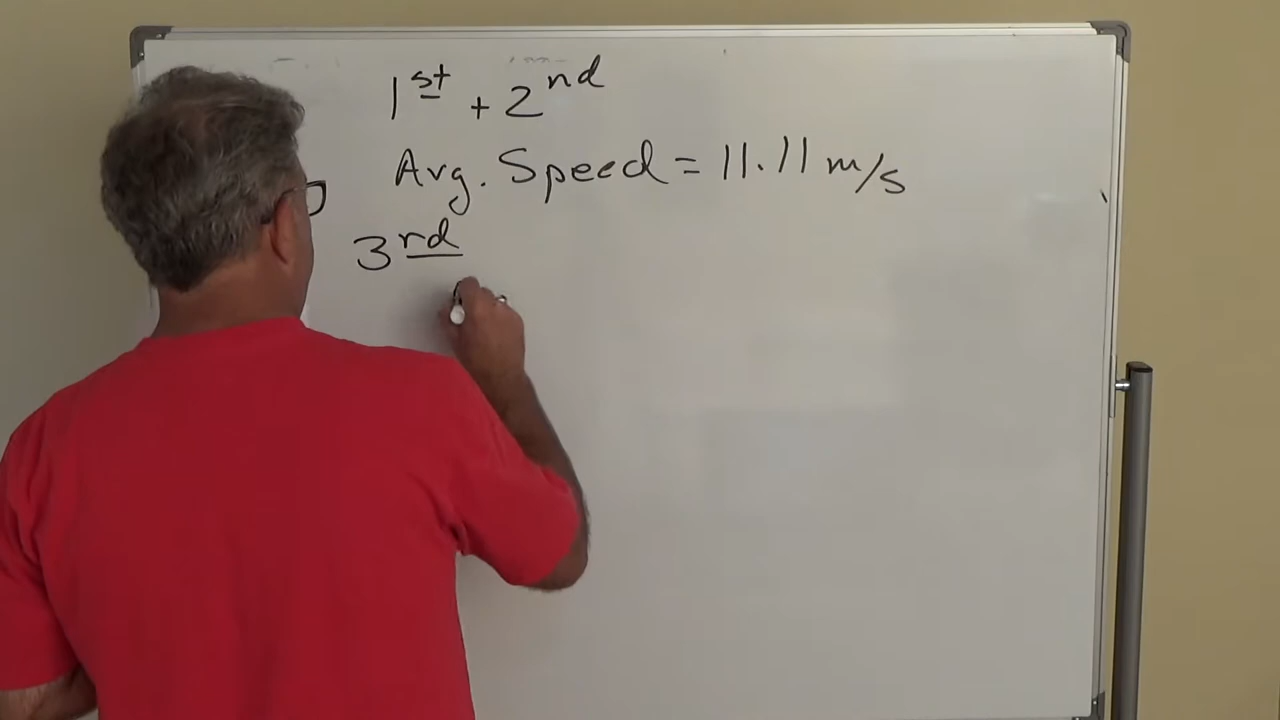 1st + 2nd
Avg. Speed = 11.11 m/s
3rd